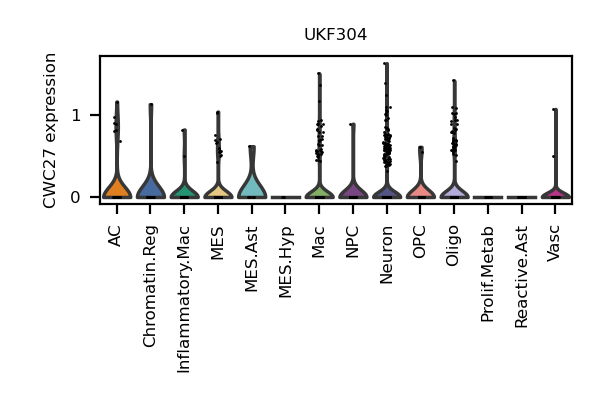 UKF304
CWC27 expression
1
0
AC
Chromatin.Reg
Inflammatory.Mac
MES
MES.Ast
MES.Hyp
Mac
NPC
Neuron
OPC
Oligo
Prolif.Metab
Reactive.Ast
Vasc